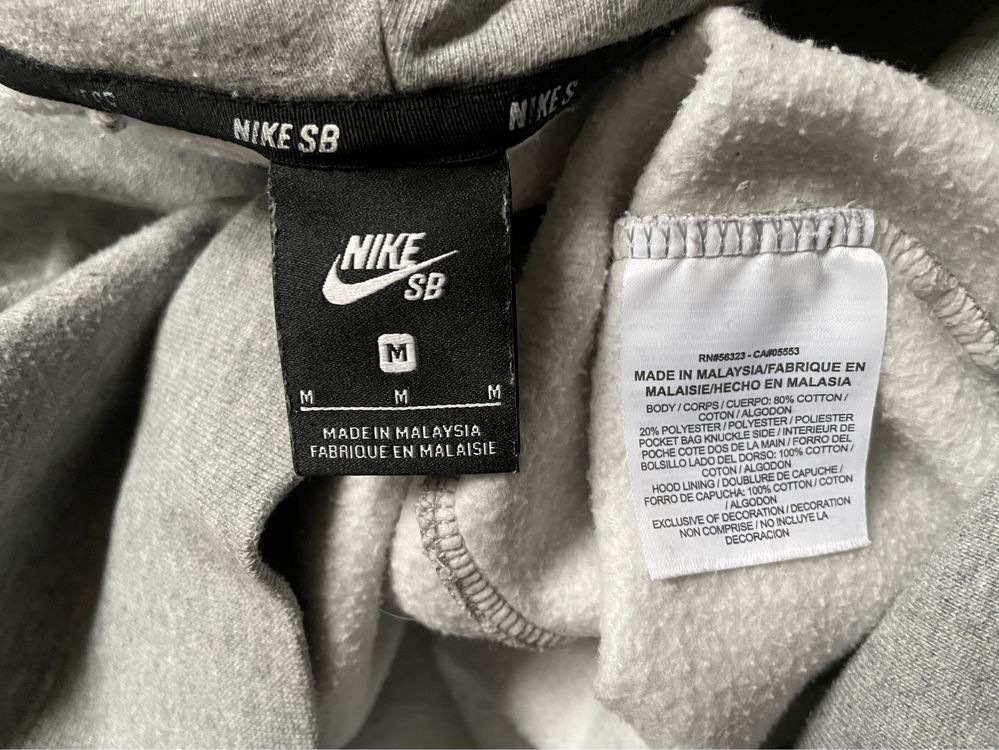 NIKE SB
NIKE S
NIKE
SB
M
M M M
MADE IN MALAYSIA
FABRIQUE EN MALAISIE
RN#56323 - CA#05553
MADE IN MALAYSIA/FABRIQUE EN
MALAISIE/HECHO EN MALASIA
BODY / CORPS / CUERPO: 80% COTTON /
COTON / ALGODON
20% POLYESTER / POLYESTER / POLIESTER
POCKET BAG KNUCKLE SIDE / INTERIEUR DE
POCHE COTE DOS DE LA MAIN / FORRO DEL
BOLSILLO LADO DEL DORSO: 100% COTTON /
COTON / ALGODON
HOOD LINING / DOUBLURE DE CAPUCHE /
FORRO DE CAPUCHA: 100% COTTON / COTON
/ ALGODON
EXCLUSIVE OF DECORATION / DECORATION
NON COMPRISE / NO INCLUYE LA
DECORACION